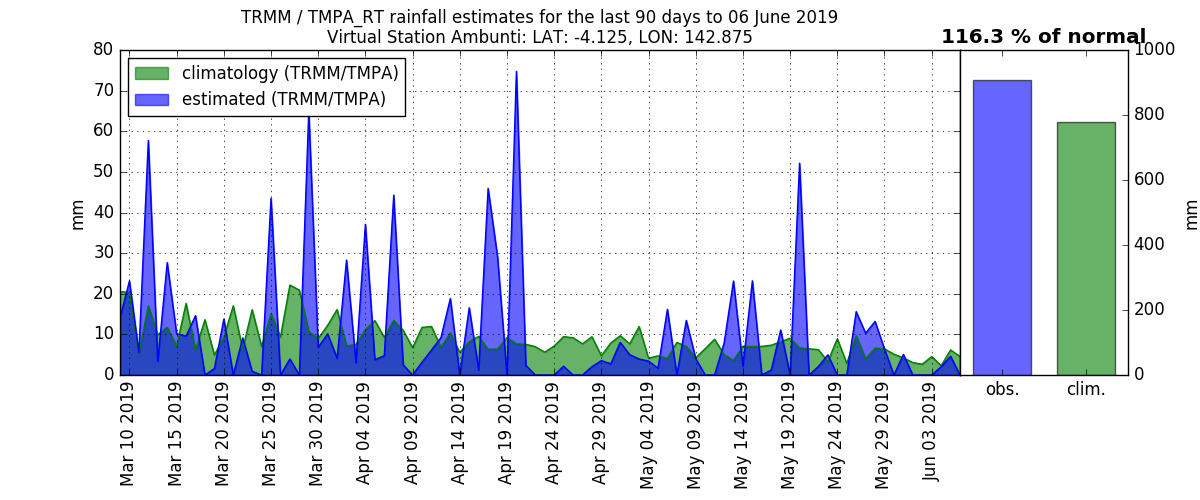 TRMM / TMPA_RT rainfall estimates for the last 90 days to 06 June 2019
Virtual Station Ambunti: LAT: -4.125, LON: 142.875
116.3 % of normal
climatology (TRMM/TMPA)
estimated (TRMM/TMPA)
80
70
60
50
40
30
20
10
0
mm
Mar 10 2019
Mar 15 2019
Mar 20 2019
Mar 25 2019
Mar 30 2019
Apr 04 2019
Apr 09 2019
Apr 14 2019
Apr 19 2019
Apr 24 2019
Apr 29 2019
May 04 2019
May 09 2019
May 14 2019
May 19 2019
May 24 2019
May 29 2019
Jun 03 2019
obs.
clim.
1000
800
600
400
200
0
mm